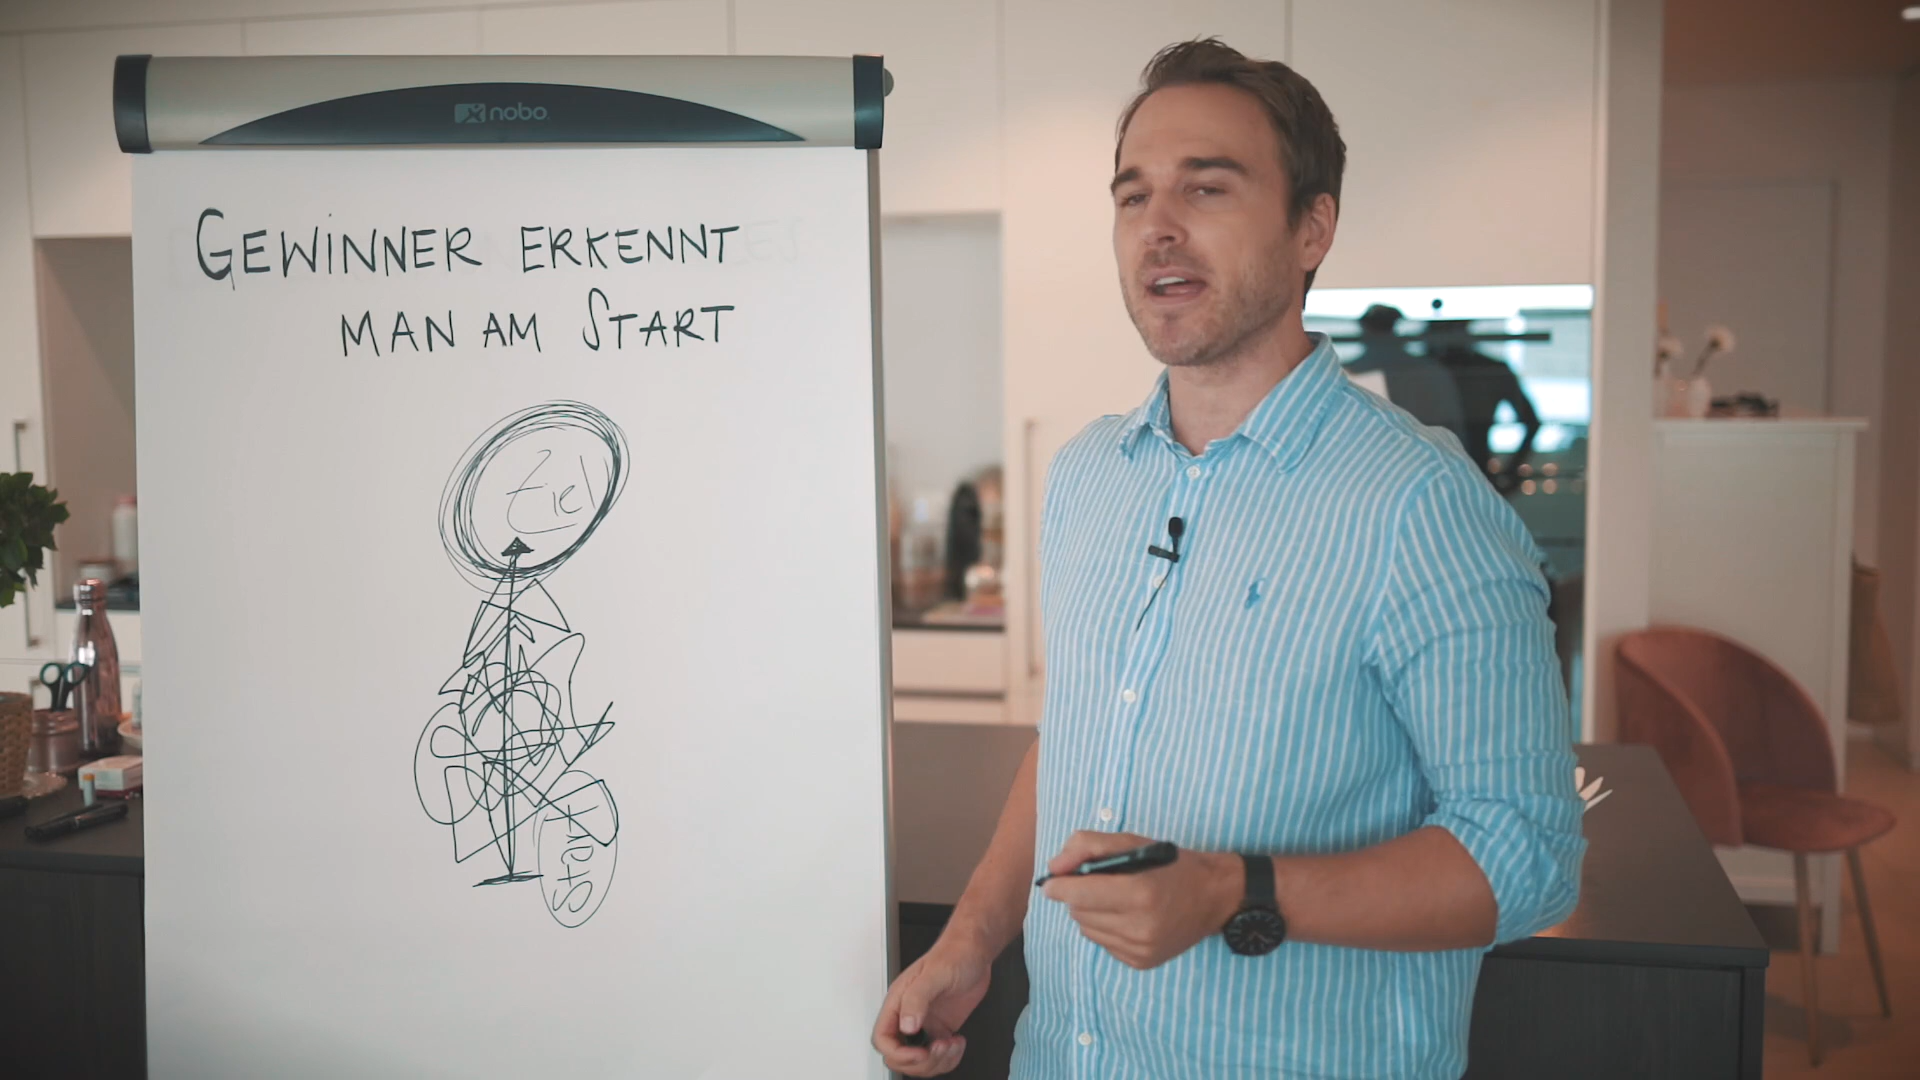 nobo
GEWINNER ERKENNT
MAN AM START
Ziel
Start